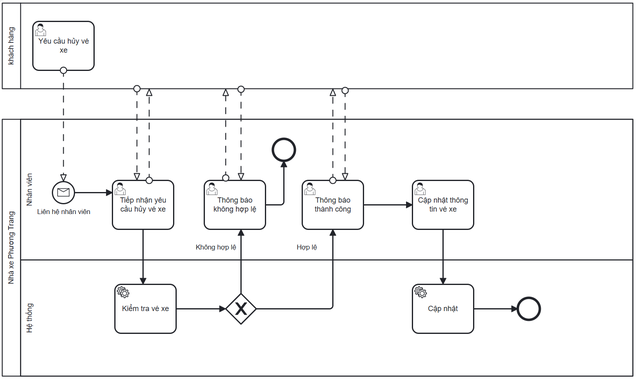 khách hàng
Yêu cầu hủy vé
xe
Nhà xe Phương Trang
Nhân viên
Liên hệ nhân viên
Tiếp nhận yêu
cầu hủy vé xe
Thông báo
không hợp lệ
Thông báo
thành công
Cập nhật thông
tin vé xe
Không hợp lệ
Hợp lệ
Hệ thống
Kiểm tra vé xe
Cập nhật